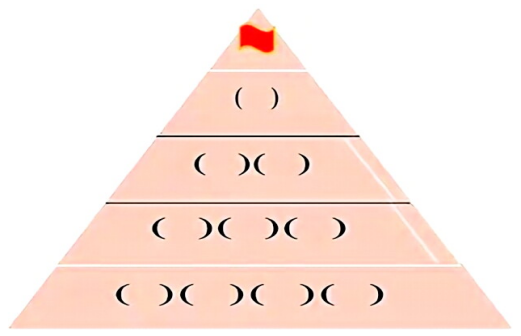 ( )
( )( )
( )( )( )
( )( )( )( )